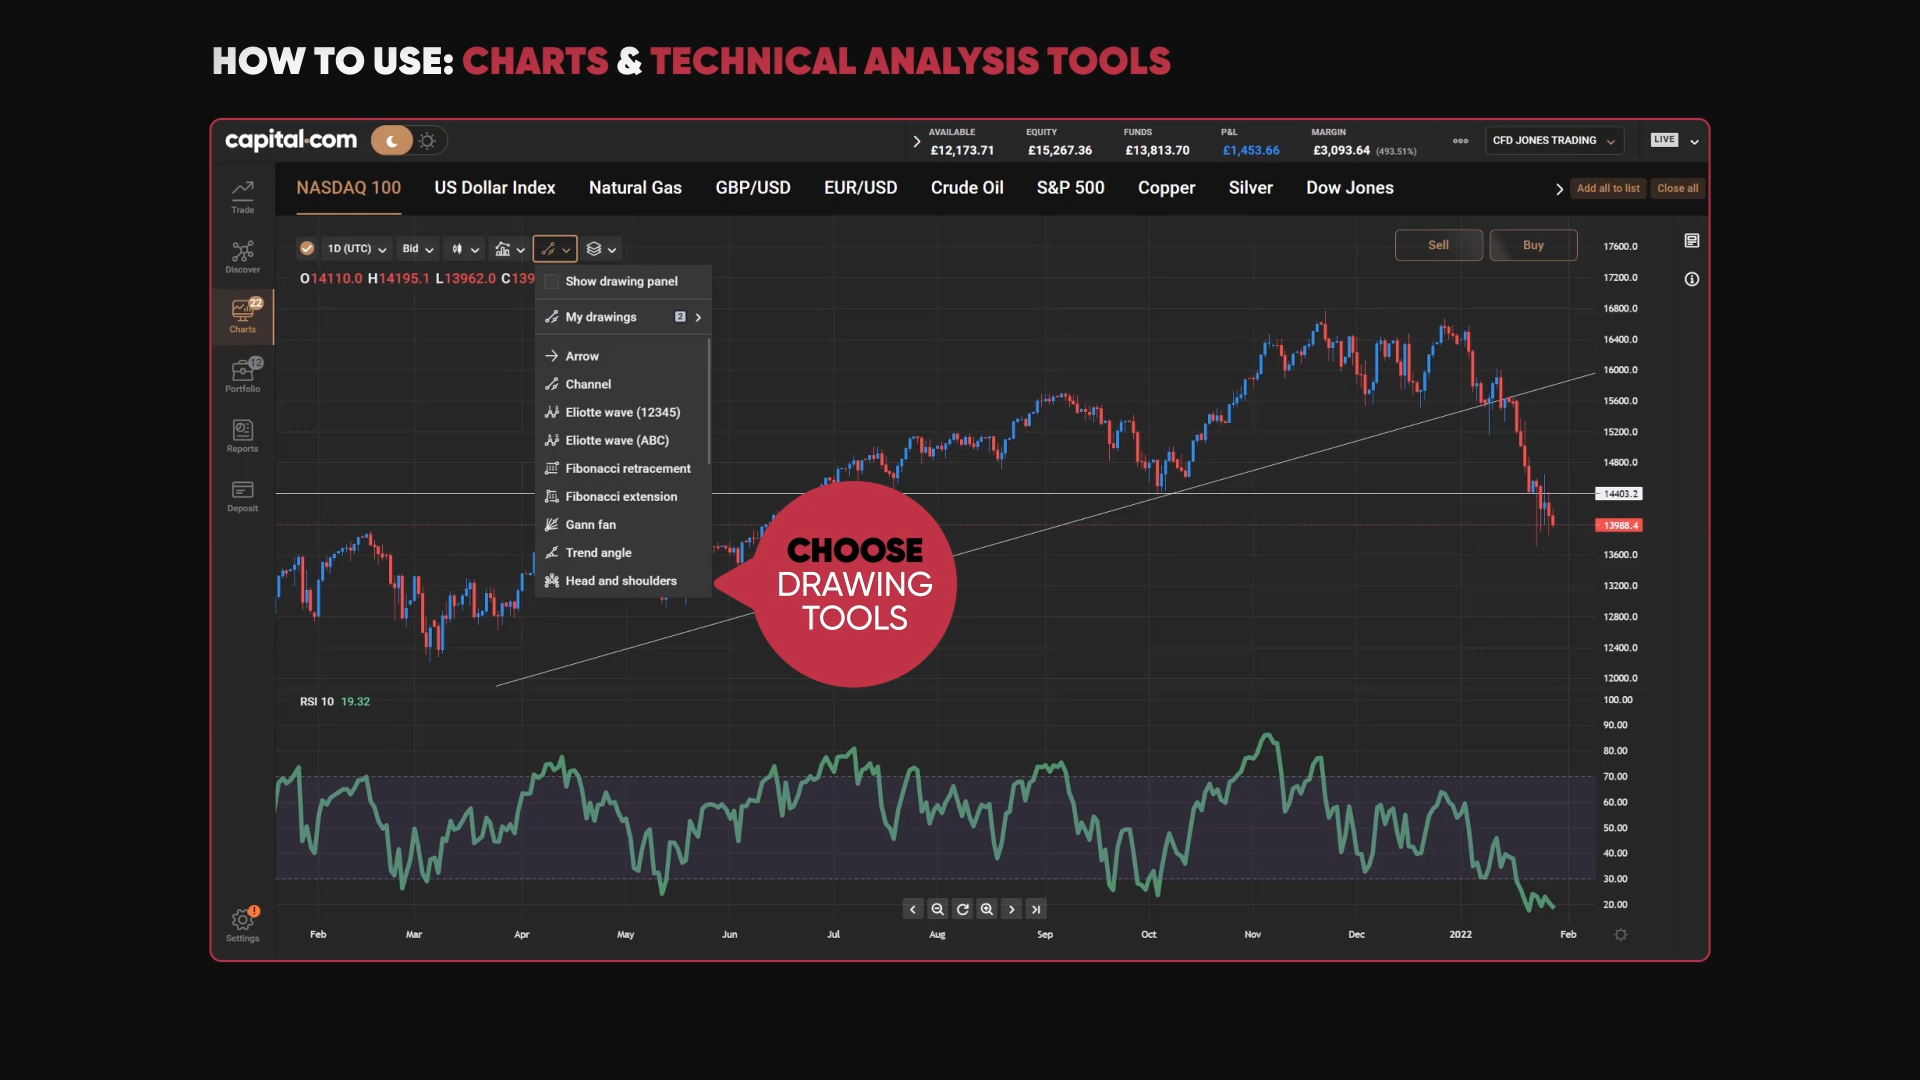 HOW TO USE: CHARTS & TECHNICAL ANALYSIS TOOLS
capital.com
AVAILABLE EQUITY FUNDS P&L MARGIN
£12,173.71 £15,267.36 £13,813.70 £1,453.66 £3,093.64 (493.51%)
CFD JONES TRADING
LIVE
NASDAQ 100 US Dollar Index Natural Gas GBP/USD EUR/USD Crude Oil S&P 500 Copper Silver Dow Jones
Add all to list Close all
Trade
Discover
22
Charts
12
Portfolio
Reports
Deposit
!
Settings
1D (UTC) Bid
Sell Buy
O14110.0 H14195.1 L13962.0 C139
Show drawing panel
My drawings 2
Arrow
Channel
Eliotte wave (12345)
Eliotte wave (ABC)
Fibonacci retracement
Fibonacci extension
Gann fan
Trend angle
Head and shoulders
CHOOSE
DRAWING
TOOLS
17600.0
17200.0
16800.0
16400.0
16000.0
15600.0
15200.0
14800.0
14403.2
13988.4
13600.0
13200.0
12800.0
12400.0
12000.0
RSI 10 19.32
100.00
90.00
80.00
70.00
60.00
50.00
40.00
30.00
20.00
Feb Mar Apr May Jun Jul Aug Sep Oct Nov Dec 2022 Feb